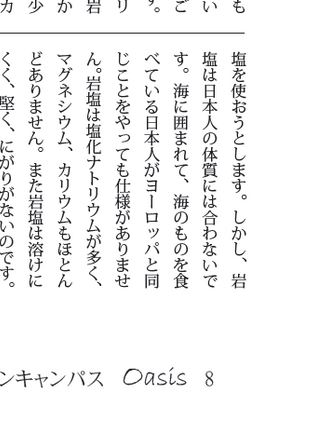 も
い
ご
す。
リ
か
岩
少
カ
塩を使おうとします。しかし、岩
塩は日本人の体質には合わないで
す。海に囲まれて、海のものを食
べている日本人がヨーロッパと同
じことをやっても仕様がありませ
ん。岩塩は塩化ナトリウムが多く、
マグネシウム、カリウムもほとん
どありません。また岩塩は溶けに
くく、堅く、にがりがないのです。
ンキャンパス Oasis 8